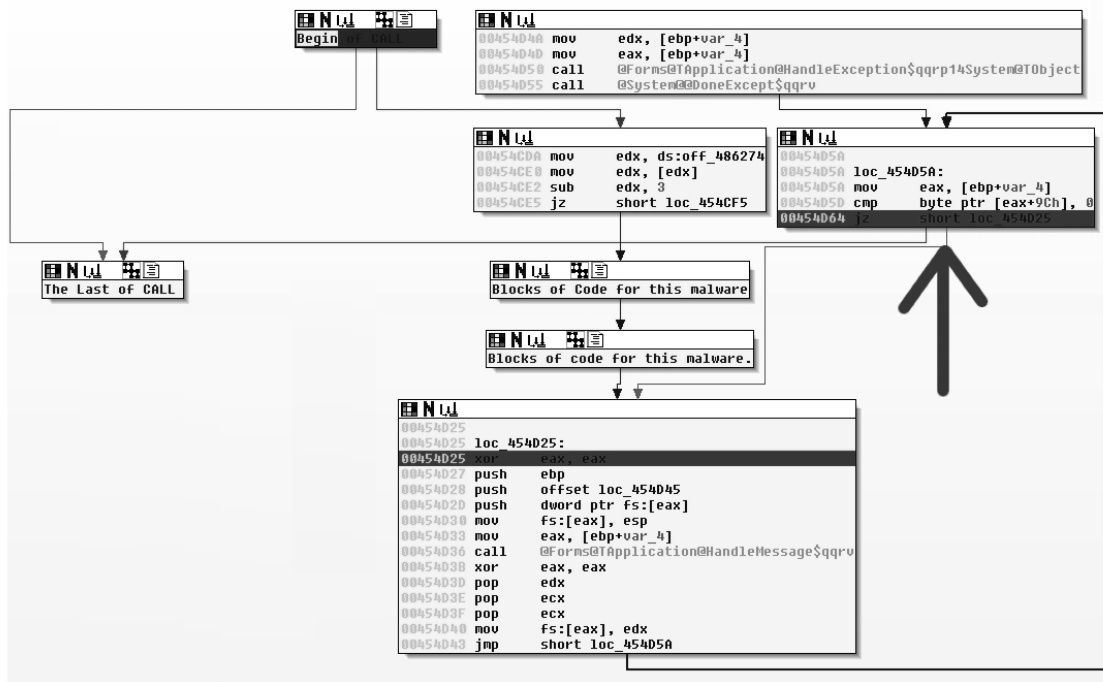 Begin of CALL
00454D4A mov edx, [ebp+var_4]
00454D4D mov eax, [ebp+var_4]
00454D50 call @Forms@TApplication@HandleException$qqrp14System@TObject
00454D55 call @System@@DoneExcept$qqrv
00454CDA mov edx, ds:off_486274
00454CE0 mov edx, [edx]
00454CE2 sub edx, 3
00454CE5 jz short loc_454CF5
00454D5A
00454D5A loc_454D5A:
00454D5A mov eax, [ebp+var_4]
00454D5D cmp byte ptr [eax+9Ch], 0
00454D64 jz short loc_454D25
The Last of CALL
Blocks of Code for this malware
Blocks of code for this malware.
00454D25
00454D25 loc_454D25:
00454D25 xor eax, eax
00454D27 push ebp
00454D28 push offset loc_454D45
00454D2D push dword ptr fs:[eax]
00454D30 mov fs:[eax], esp
00454D33 mov eax, [ebp+var_4]
00454D36 call @Forms@TApplication@HandleMessage$qqrv
00454D3B xor eax, eax
00454D3D pop edx
00454D3E pop ecx
00454D3F pop ecx
00454D40 mov fs:[eax], edx
00454D43 jmp short loc_454D5A